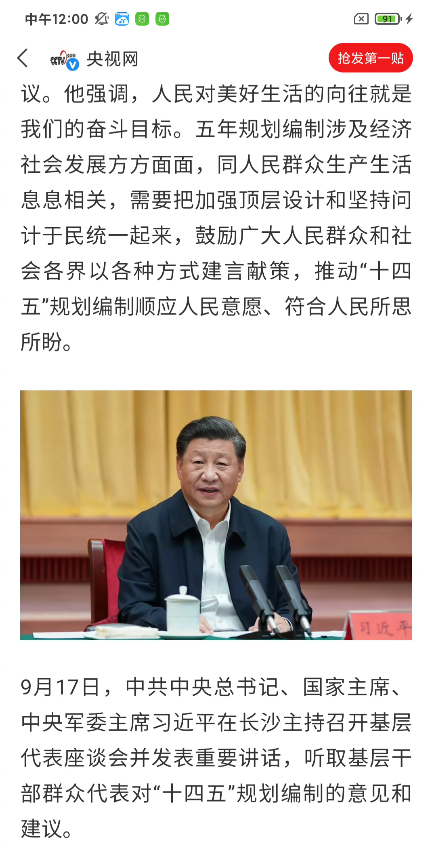 中午12:00
91
央视网
抢发第一贴
议。他强调，人民对美好生活的向往就是
我们的奋斗目标。五年规划编制涉及经济
社会发展方方面面，同人民群众生产生活
息息相关，需要把加强顶层设计和坚持问
计于民统一起来，鼓励广大人民群众和社
会各界以各种方式建言献策，推动“十四
五”规划编制顺应人民意愿、符合人民所思
所盼。
习近平
9月17日，中共中央总书记、国家主席、
中央军委主席习近平在长沙主持召开基层
代表座谈会并发表重要讲话，听取基层干
部群众代表对“十四五”规划编制的意见和
建议。